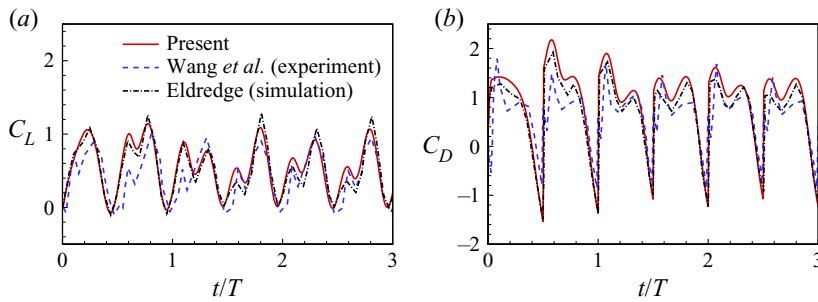 (a)
2
1
0
C_L
Present
Wang et al. (experiment)
Eldredge (simulation)
0 1 2 3
t/T
(b)
2
1
0
−1
−2
C_D
0 1 2 3
t/T